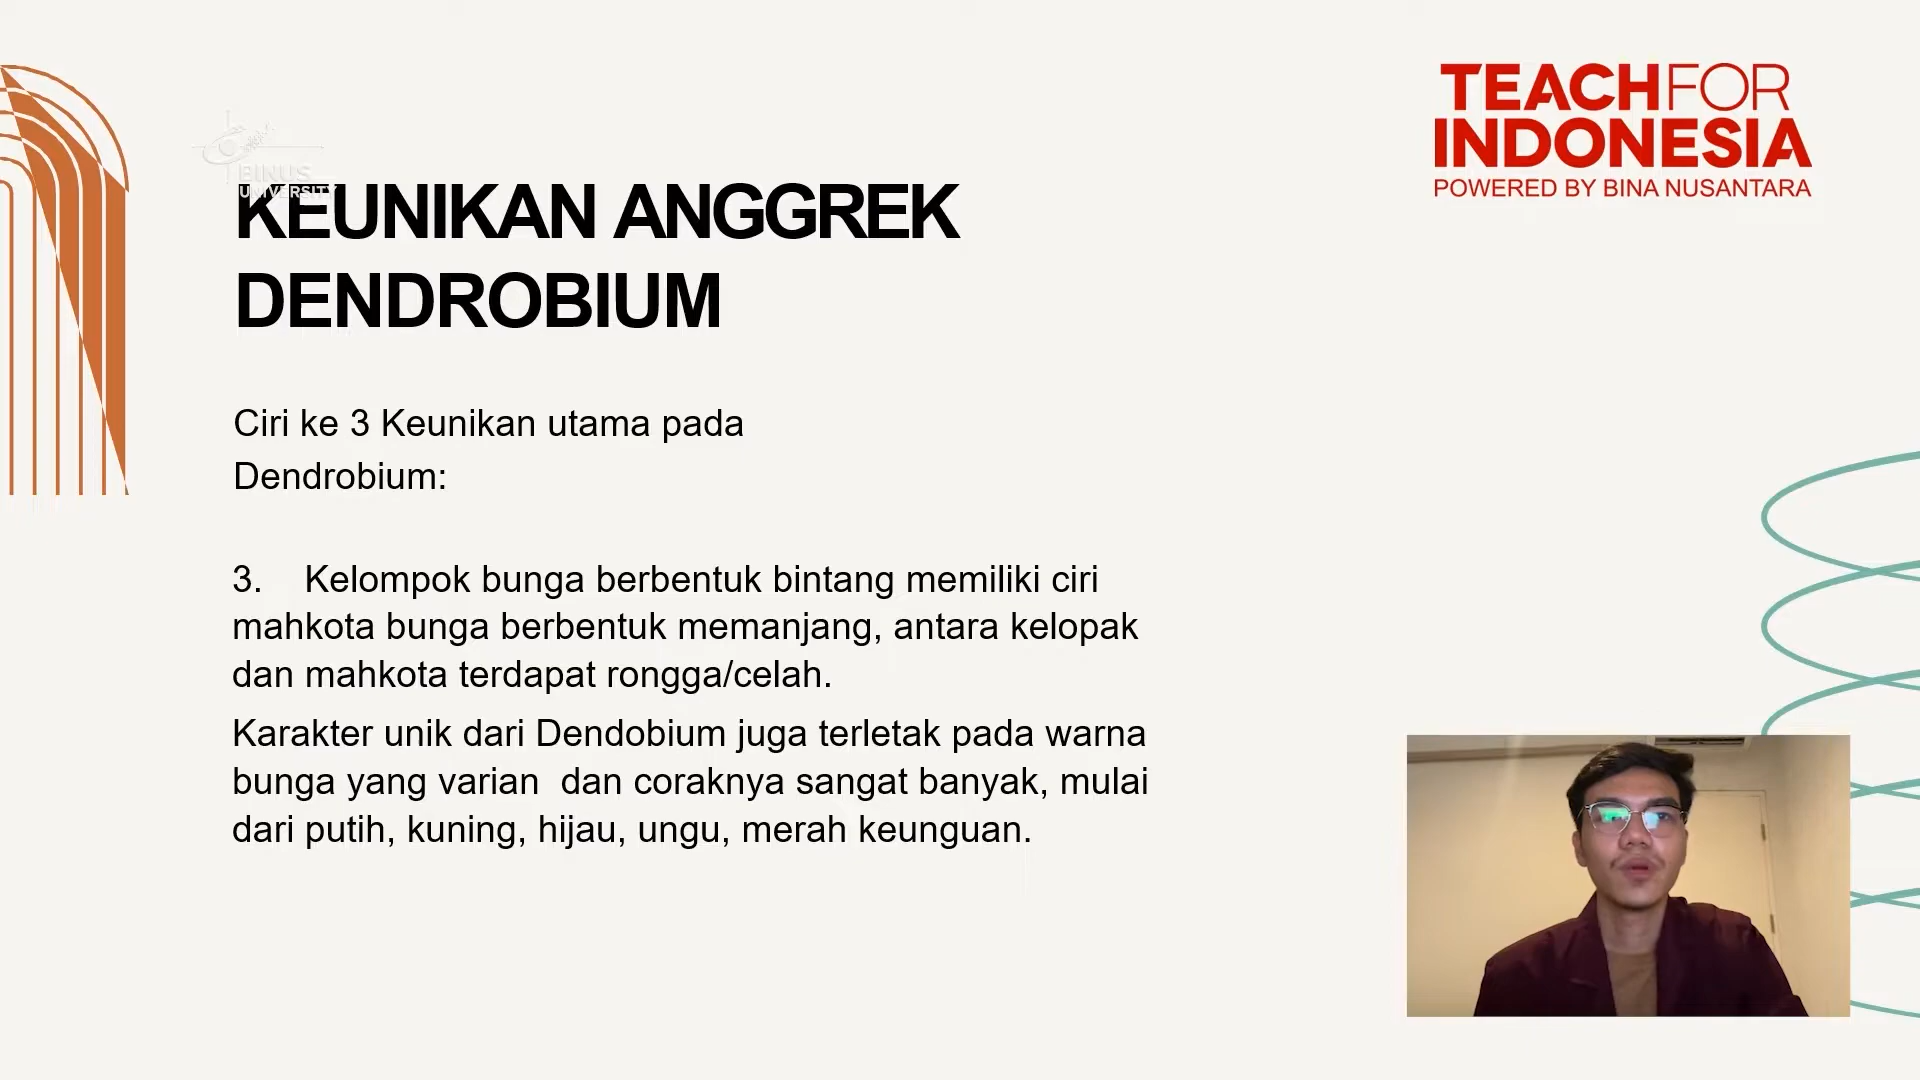 TEACHFOR
INDONESIA
POWERED BY BINA NUSANTARA
BINUS
UNIVERSITY
KEUNIKAN ANGGREK
DENDROBIUM
Ciri ke 3 Keunikan utama pada
Dendrobium:
3. Kelompok bunga berbentuk bintang memiliki ciri
mahkota bunga berbentuk memanjang, antara kelopak
dan mahkota terdapat rongga/celah.
Karakter unik dari Dendobium juga terletak pada warna
bunga yang varian dan coraknya sangat banyak, mulai
dari putih, kuning, hijau, ungu, merah keunguan.